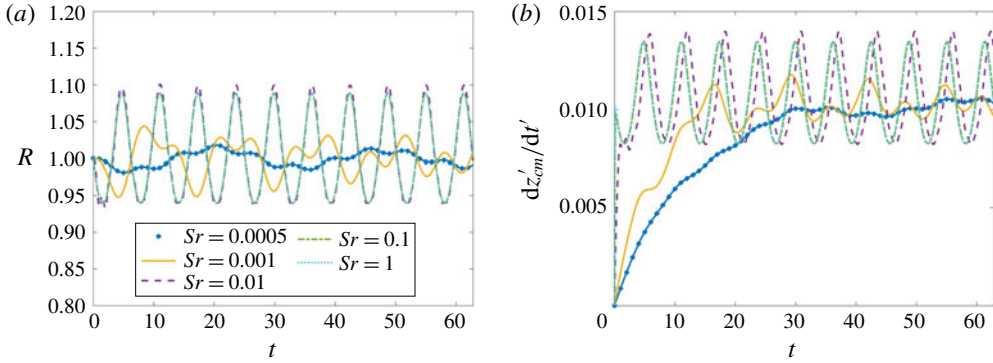 (a)
1.20
1.15
1.10
1.05
R 1.00
0.95
0.90
0.85
0.80
Sr = 0.0005
Sr = 0.001
Sr = 0.01
Sr = 0.1
Sr = 1
0 10 20 30 40 50 60
t
(b)
0.015
0.010
0.005
0
dz′cm/dt′
0 10 20 30 40 50 60
t